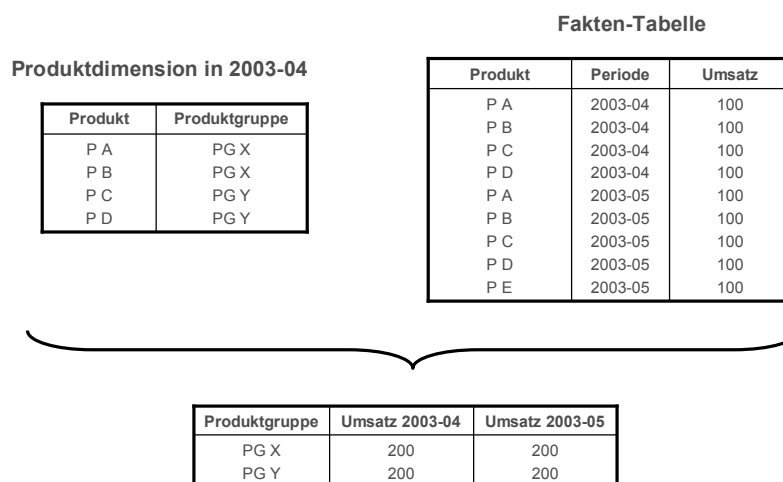 Fakten-Tabelle
Produktdimension in 2003-04
Produkt Produktgruppe
P A PG X
P B PG X
P C PG Y
P D PG Y
Produkt Periode Umsatz
P A 2003-04 100
P B 2003-04 100
P C 2003-04 100
P D 2003-04 100
P A 2003-05 100
P B 2003-05 100
P C 2003-05 100
P D 2003-05 100
P E 2003-05 100
Produktgruppe Umsatz 2003-04 Umsatz 2003-05
PG X 200 200
PG Y 200 200